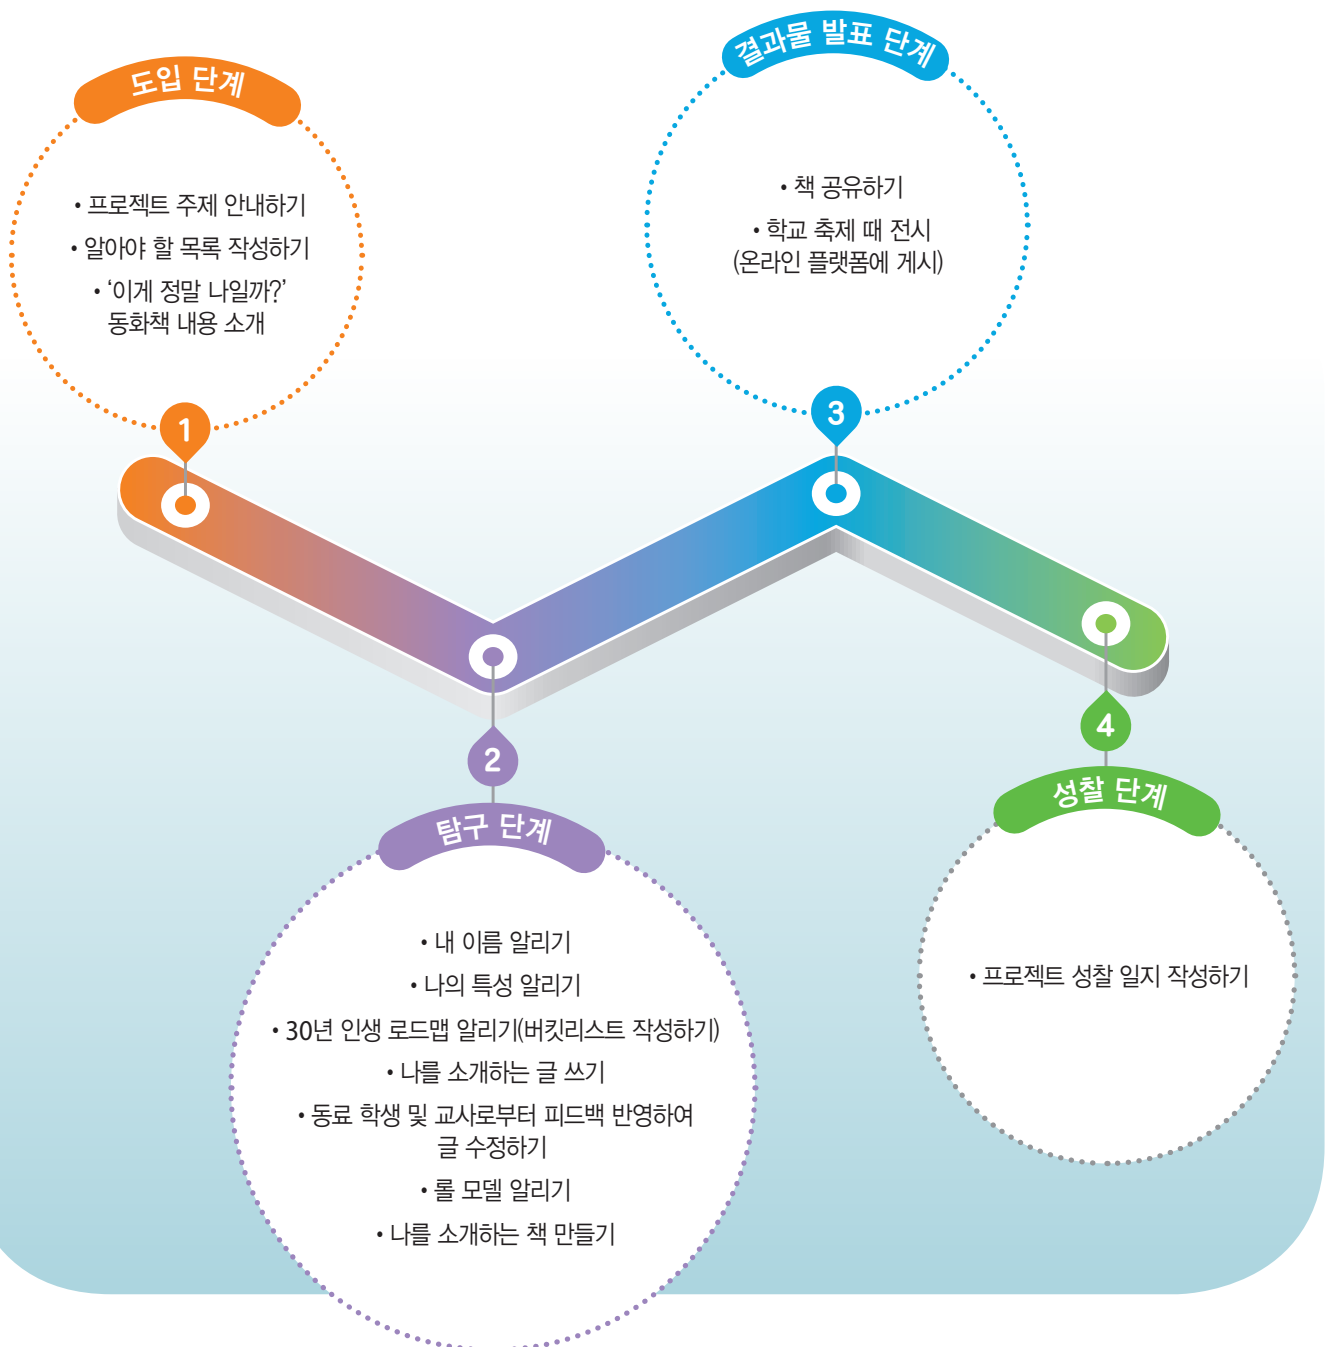 도입 단계
• 프로젝트 주제 안내하기
• 알아야 할 목록 작성하기
• ‘이게 정말 나일까?’
동화책 내용 소개
1
탐구 단계
2
• 내 이름 알리기
• 나의 특성 알리기
• 30년 인생 로드맵 알리기(버킷리스트 작성하기)
• 나를 소개하는 글 쓰기
• 동료 학생 및 교사로부터 피드백 반영하여
글 수정하기
• 롤 모델 알리기
• 나를 소개하는 책 만들기
결과물 발표 단계
• 책 공유하기
• 학교 축제 때 전시
(온라인 플랫폼에 게시)
3
4
성찰 단계
• 프로젝트 성찰 일지 작성하기